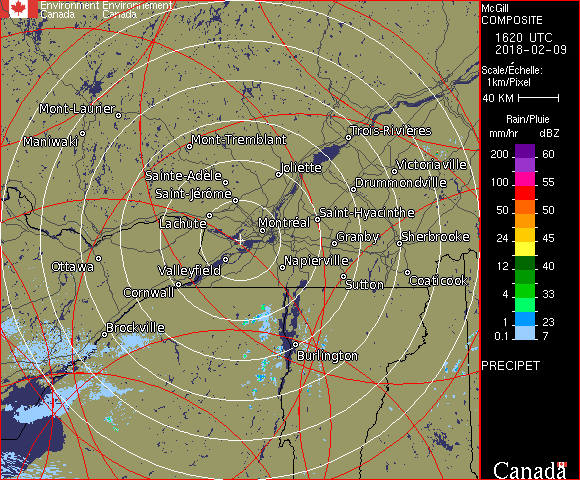 Environment Environnement
Canada Canada
McGill
COMPOSITE
1620 UTC
2018-02-09
Scale/Échelle:
1km/Pixel
40 KM
Rain/Pluie
mm/hr dBZ
200 60
150 57
100 55
50 50
24 45
12 40
4 33
1 23
0.1 7
PRECIPET
Canada
Mont-Laurier
Maniwaki
Mont-Tremblant
Trois-Rivières
Joliette
Victoriaville
Sainte-Adèle
Drummondville
Saint-Jérôme
Saint-Hyacinthe
Lachute
Montréal
Granby
Sherbrooke
Ottawa
Valleyfield
Napierville
Sutton
Coaticook
Cornwall
Brockville
Burlington